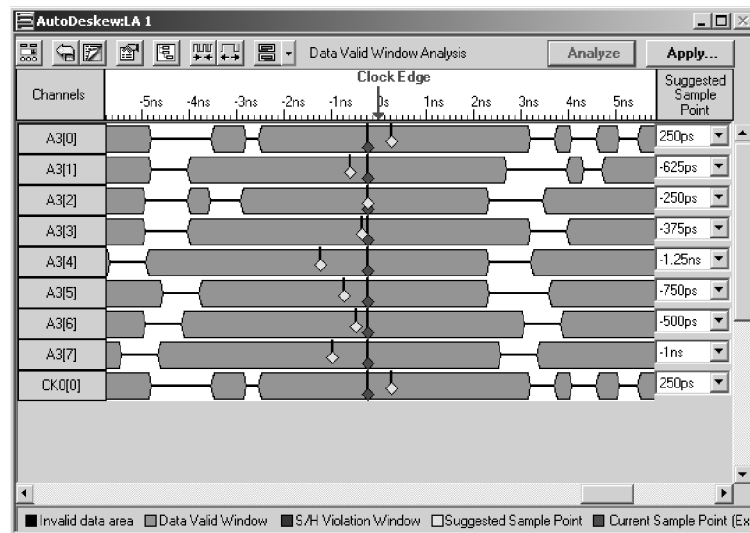 AutoDeskew:LA 1
Data Valid Window Analysis Analyze Apply...
Channels
Clock Edge
-5ns -4ns -3ns -2ns -1ns 0s 1ns 2ns 3ns 4ns 5ns
Suggested
Sample
Point
A3[0] 250ps
A3[1] -625ps
A3[2] -250ps
A3[3] -375ps
A3[4] -1.25ns
A3[5] -750ps
A3[6] -500ps
A3[7] -1ns
CK0[0] 250ps
Invalid data area Data Valid Window S/H Violation Window Suggested Sample Point Current Sample Point (Ex